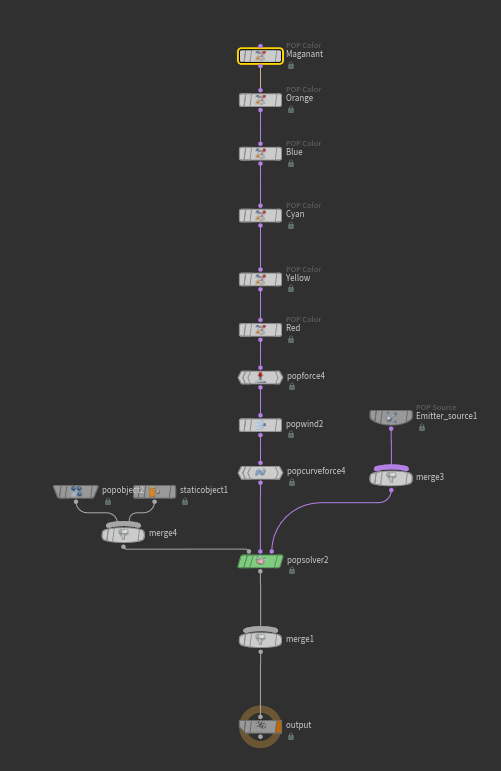 POP Color
Maganant
POP Color
Orange
POP Color
Blue
POP Color
Cyan
POP Color
Yellow
POP Color
Red
popforce4
popwind2
POP Source
Emitter_source1
popcurveforce4
merge3
staticobject1
merge4
popsolver2
merge1
output